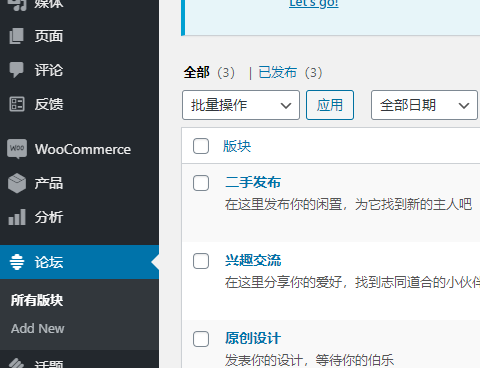 媒体
页面
评论
反馈
WooCommerce
产品
分析
论坛
所有版块
Add New
话题
Let's go!
全部 (3) | 已发布 (3)
批量操作 应用 全部日期
版块
二手发布
在这里发布你的闲置，为它找到新的主人吧
兴趣交流
在这里分享你的爱好，找到志同道合的小伙伴
原创设计
发表你的设计，等待你的伯乐